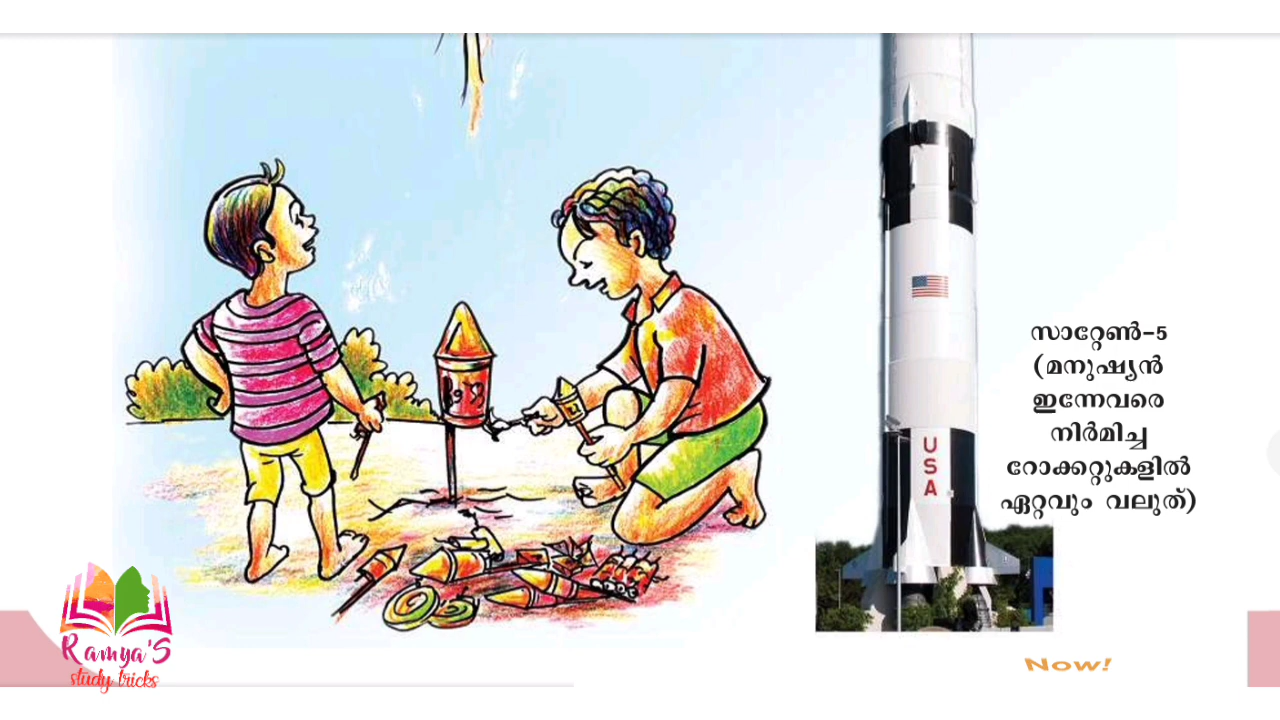 സാറ്റേൺ-5
(മനുഷ്യൻ
ഇന്നേവരെ
നിർമിച്ച
റോക്കറ്റുകളിൽ
ഏറ്റവും വലുത്)
USA
Ramya'S
study tricks
Now!